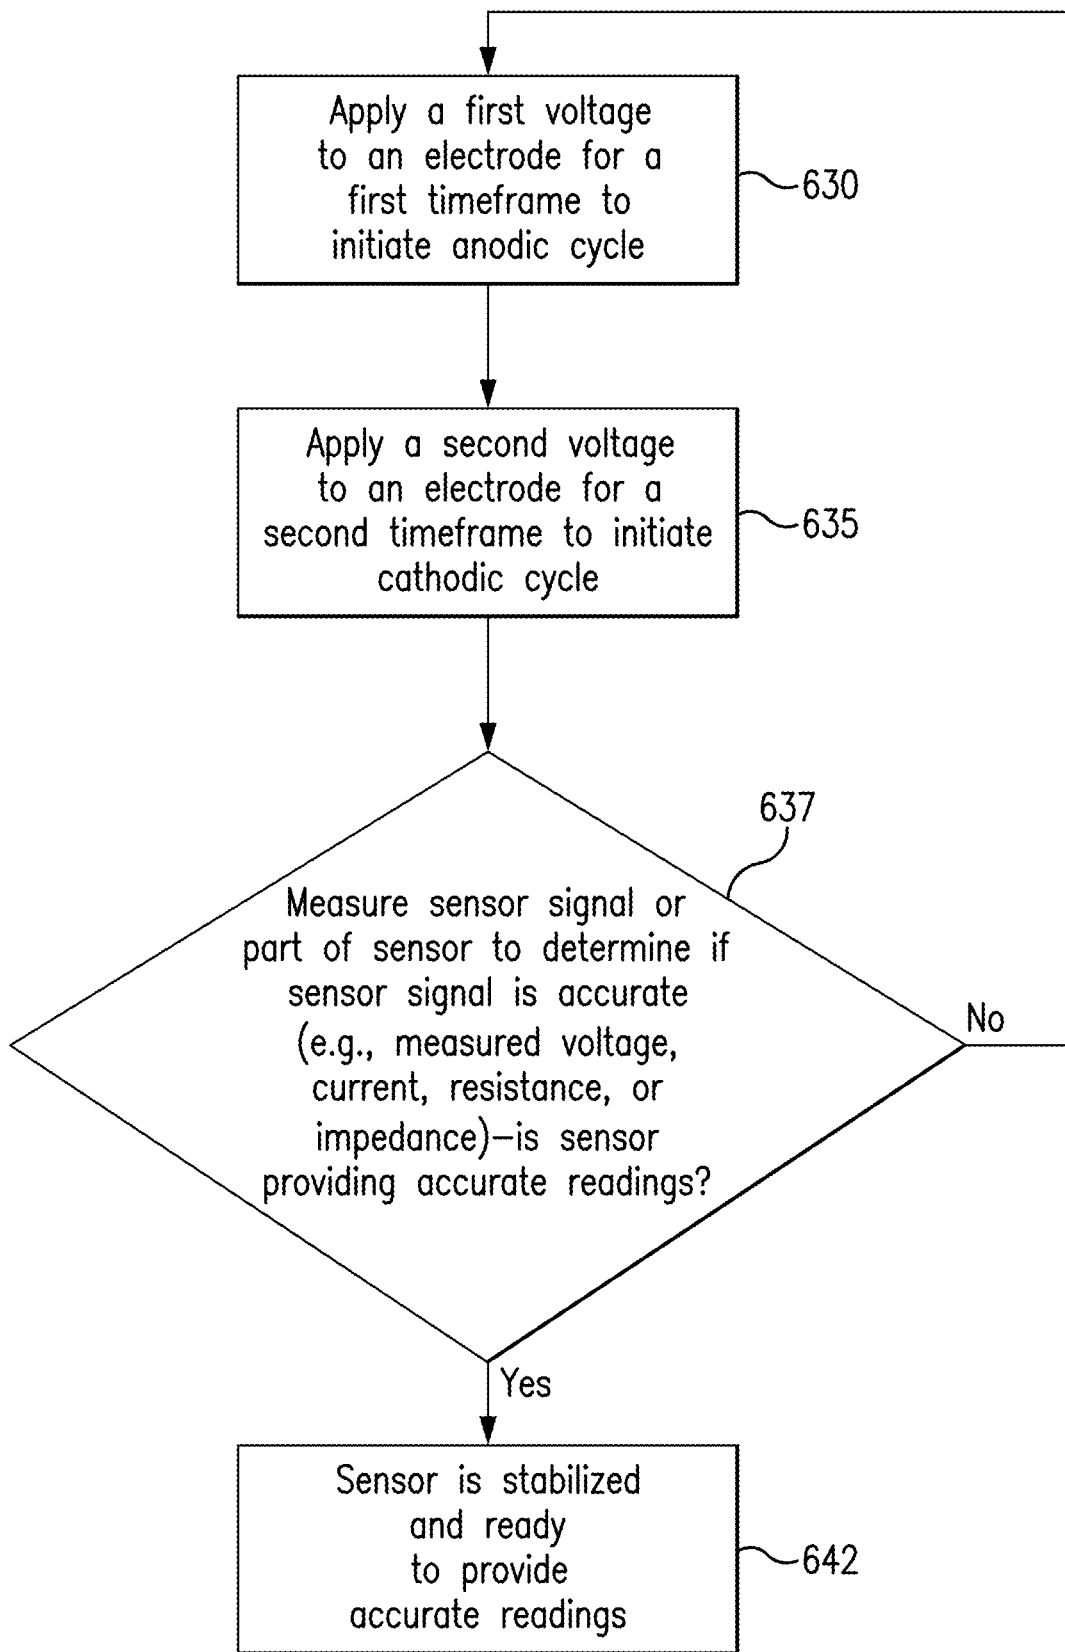 Apply a first voltage
to an electrode for a
first timeframe to
initiate anodic cycle
630
Apply a second voltage
to an electrode for a
second timeframe to initiate
cathodic cycle
635
637
Measure sensor signal or
part of sensor to determine if
sensor signal is accurate
(e.g., measured voltage,
current, resistance, or
impedance)–is sensor
providing accurate readings?
No
Yes
Sensor is stabilized
and ready
to provide
accurate readings
642